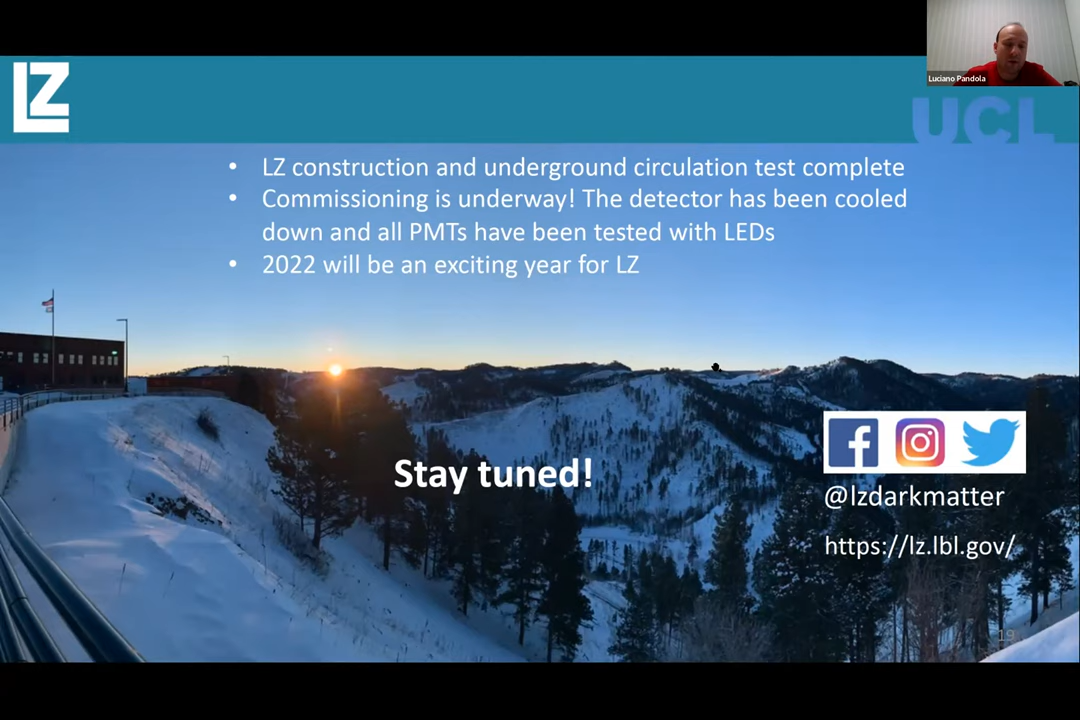 Luciano Pandola
LZ
UCL
• LZ construction and underground circulation test complete
• Commissioning is underway! The detector has been cooled
down and all PMTs have been tested with LEDs
• 2022 will be an exciting year for LZ
Stay tuned!
@lzdarkmatter
https://lz.lbl.gov/
19